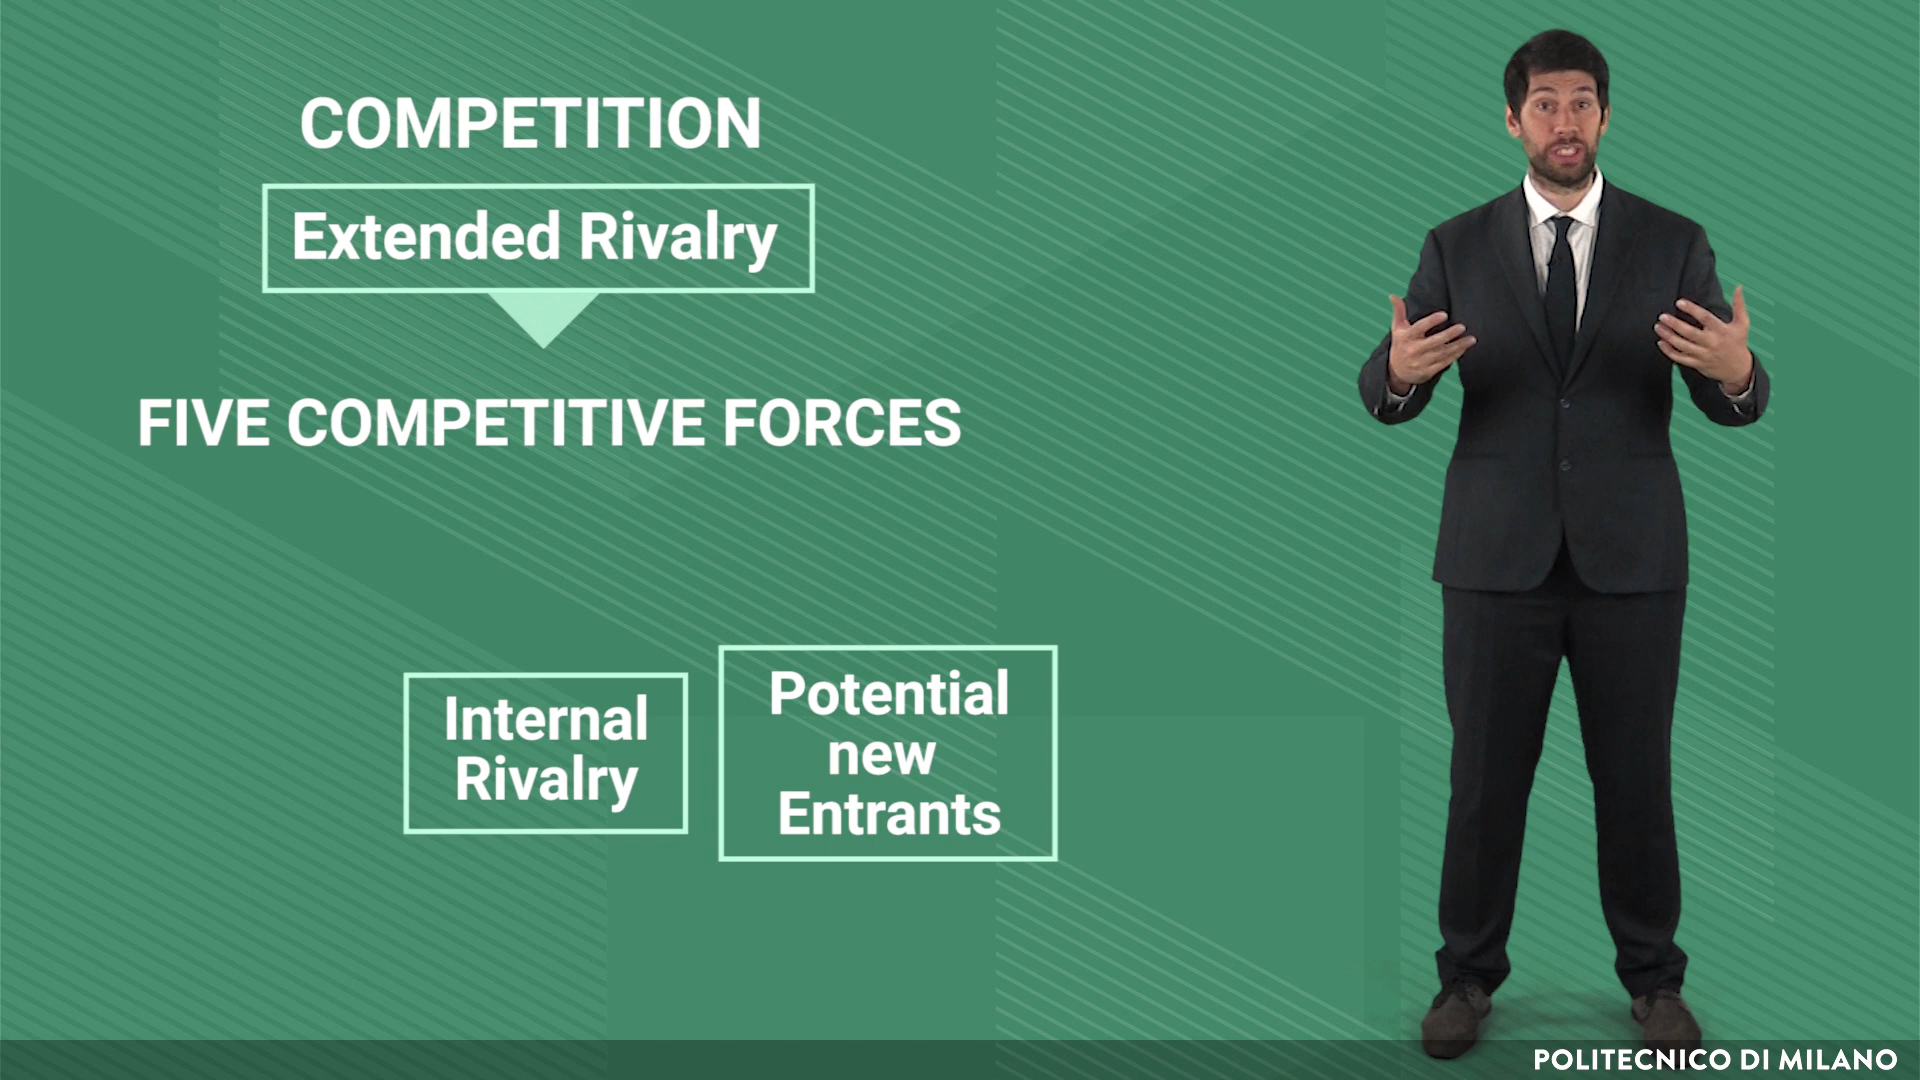 COMPETITION
Extended Rivalry
FIVE COMPETITIVE FORCES
Internal
Rivalry
Potential
new
Entrants
POLITECNICO DI MILANO